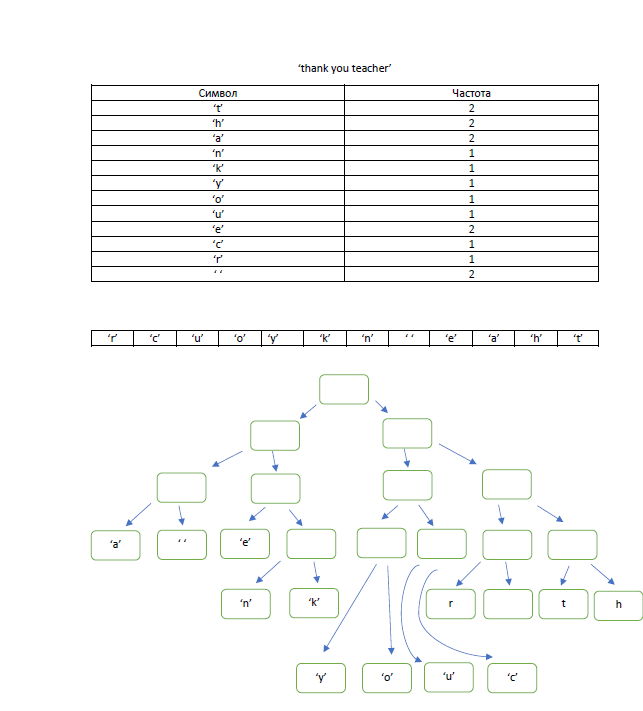 ‘thank you teacher’
Символ Частота
‘t’ 2
‘h’ 2
‘a’ 2
‘n’ 1
‘k’ 1
‘y’ 1
‘o’ 1
‘u’ 1
‘e’ 2
‘c’ 1
‘r’ 1
‘ ‘ 2
‘r’ ‘c’ ‘u’ ‘o’ ‘y’ ‘k’ ‘n’ ‘ ‘ ‘e’ ‘a’ ‘h’ ‘t’
‘a’ ‘ ‘ ‘e’
‘n’ ‘k’ r t h
‘y’ ‘o’ ‘u’ ‘c’